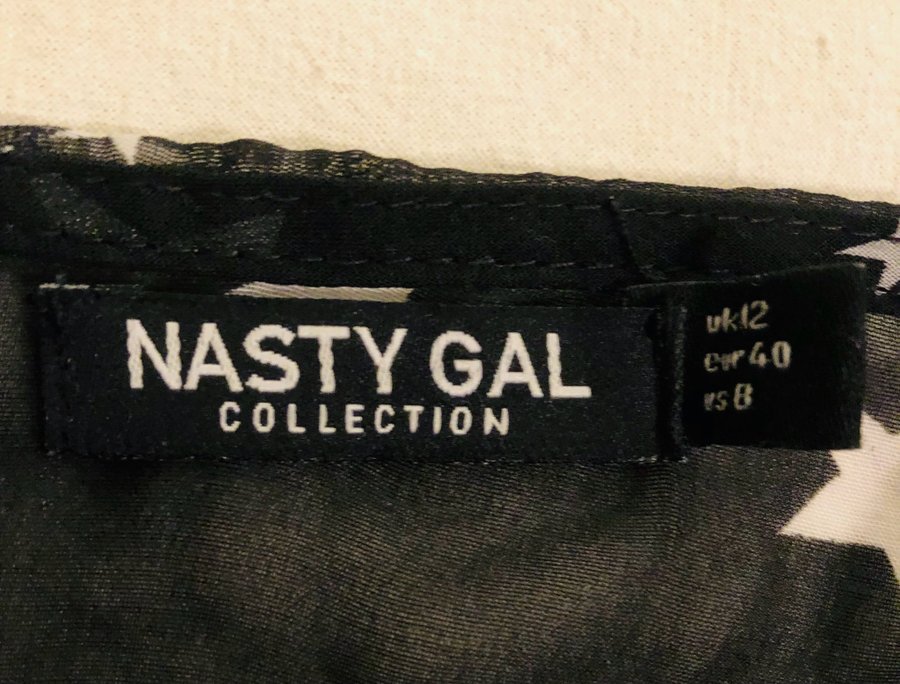 NASTY GAL
COLLECTION
uk12
eur40
us8